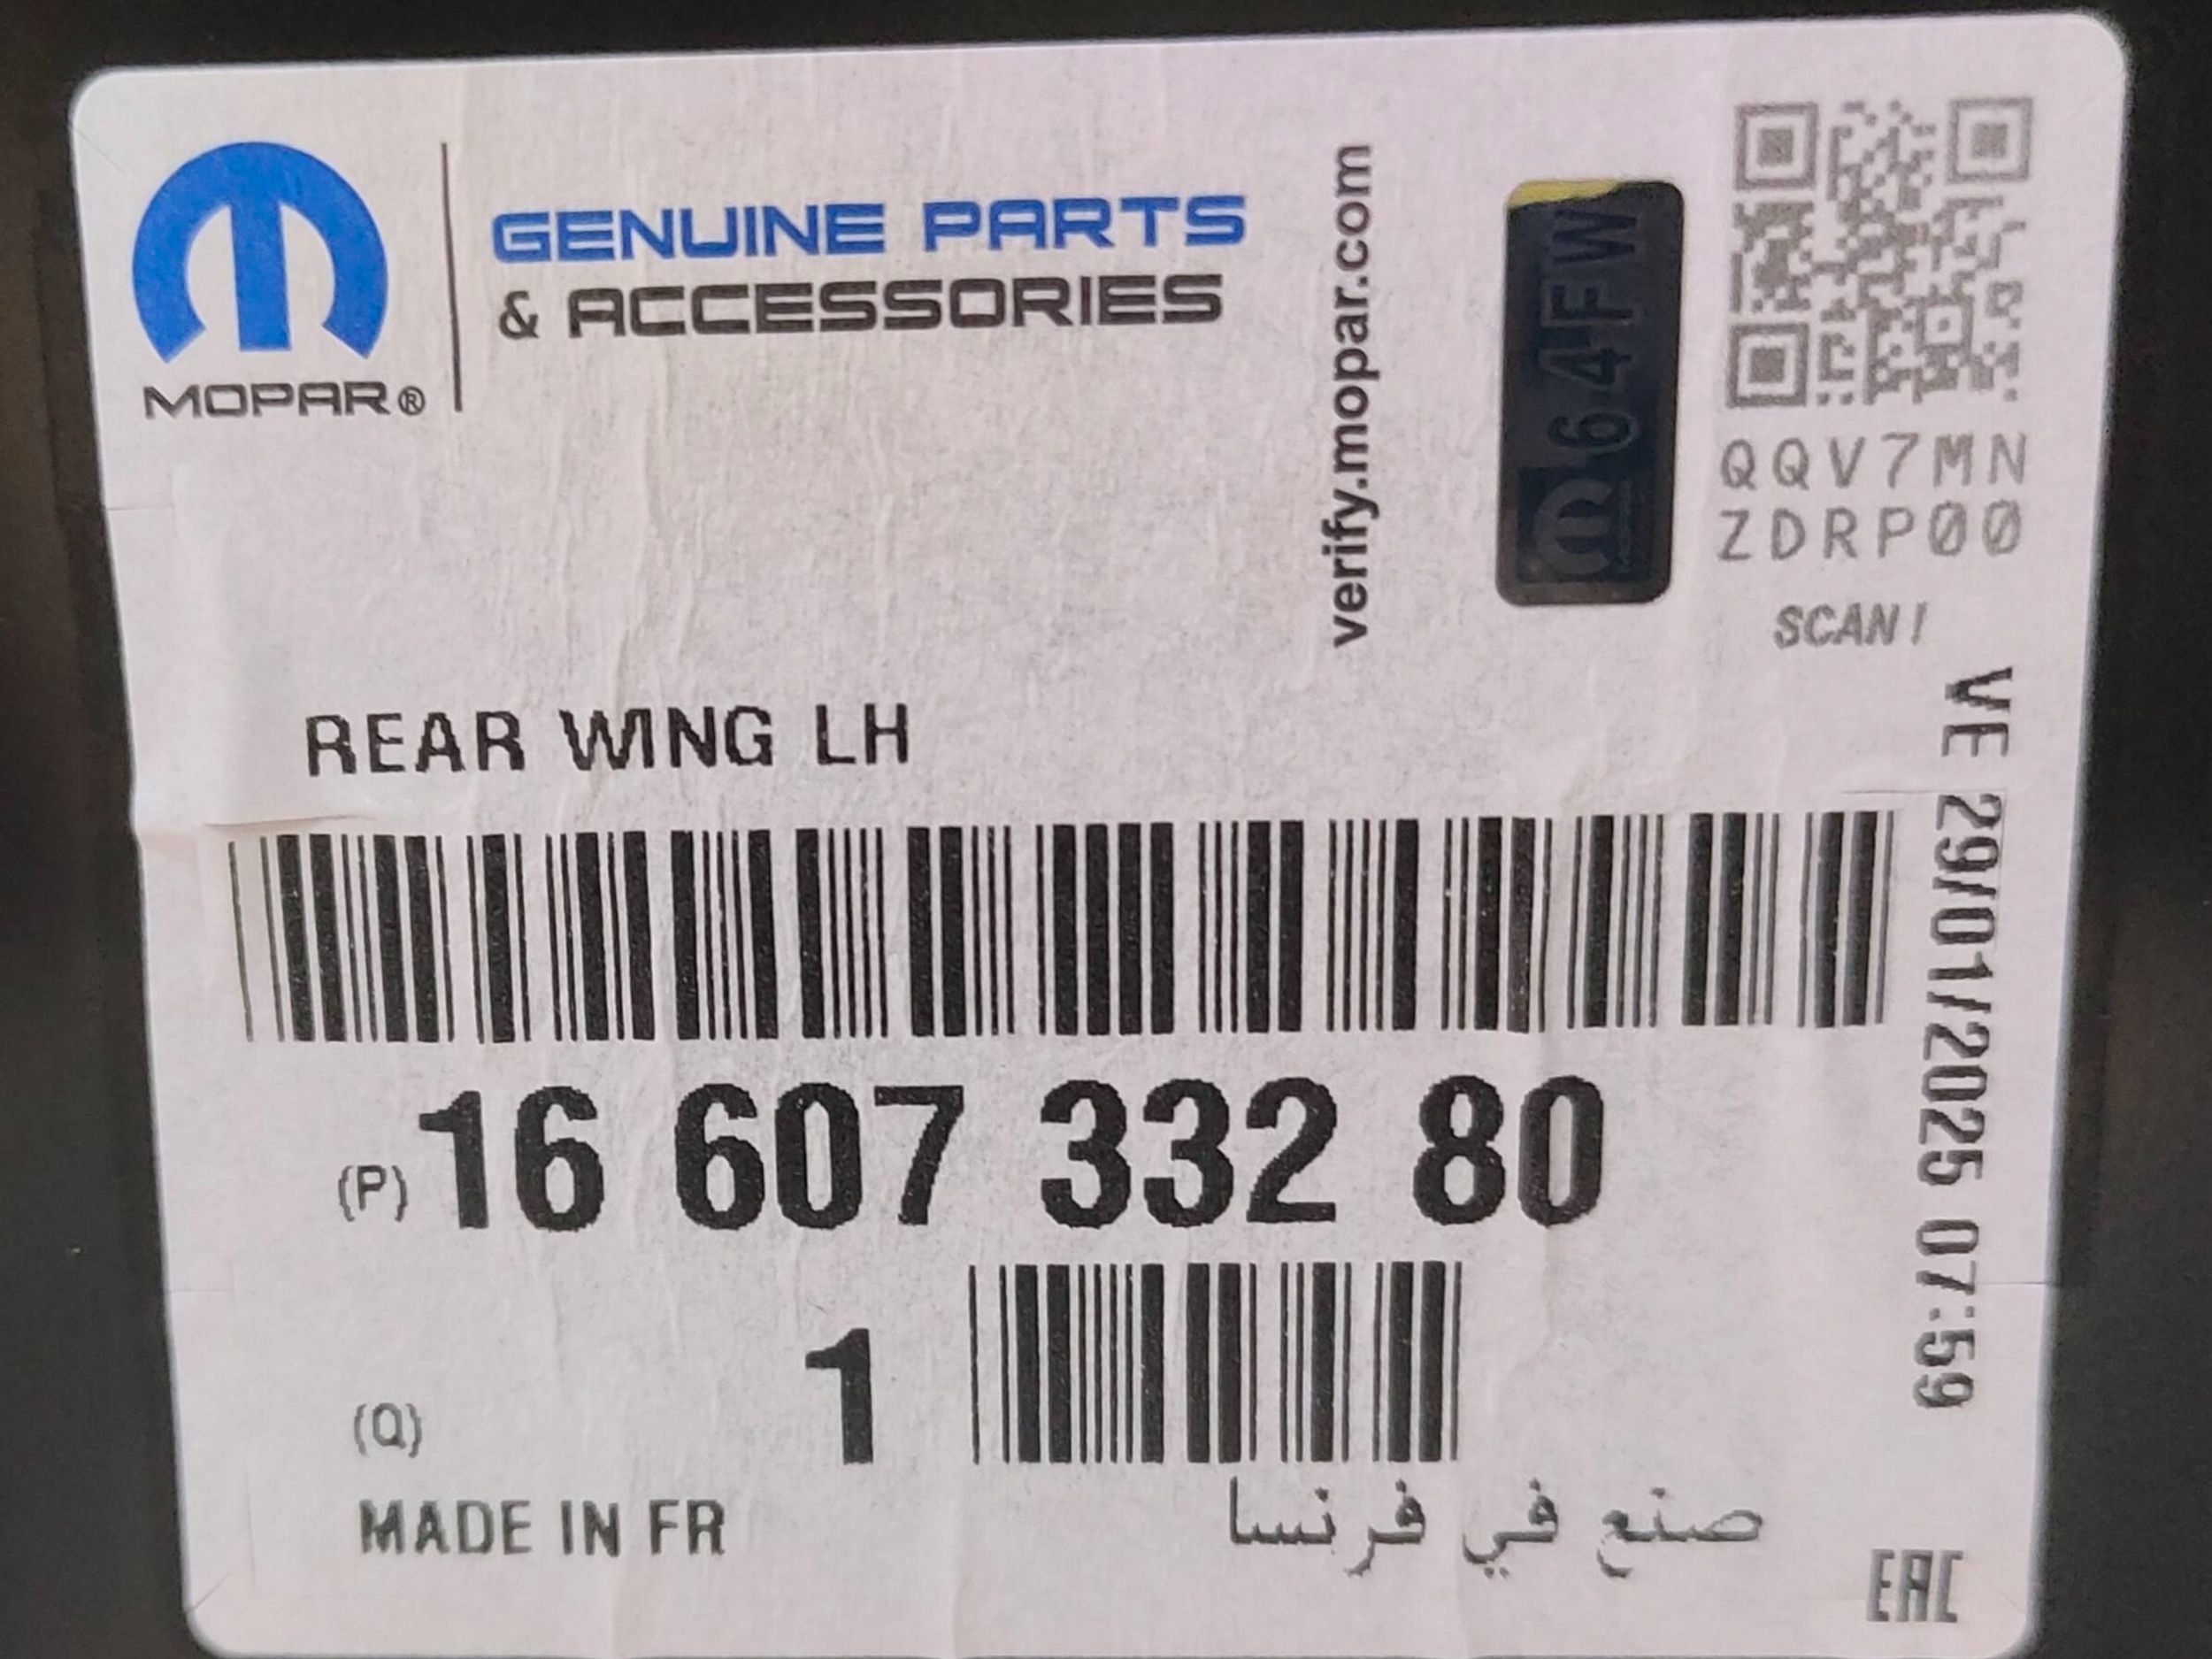 MOPAR®
GENUINE PARTS
& ACCESSORIES
verify.mopar.com
64FW
QQV7MN
ZDRP00
SCAN!
REAR WING LH
VE 29/01/2025 07:59
(P) 16 607 332 80
(Q) 1
MADE IN FR
صنع في فرنسا
EAC